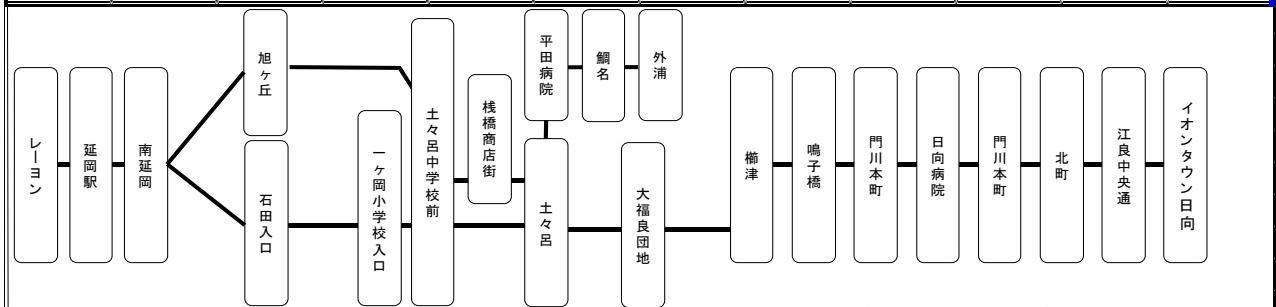 レーヨン
延岡駅
南延岡
旭ヶ丘
石田入口
一ヶ岡小学校入口
土々呂中学校前
桟橋商店街
平田病院
鯛名
外浦
土々呂
大福良団地
櫛津
鳴子橋
門川本町
日向病院
門川本町
北町
江良中央通
イオンタウン日向